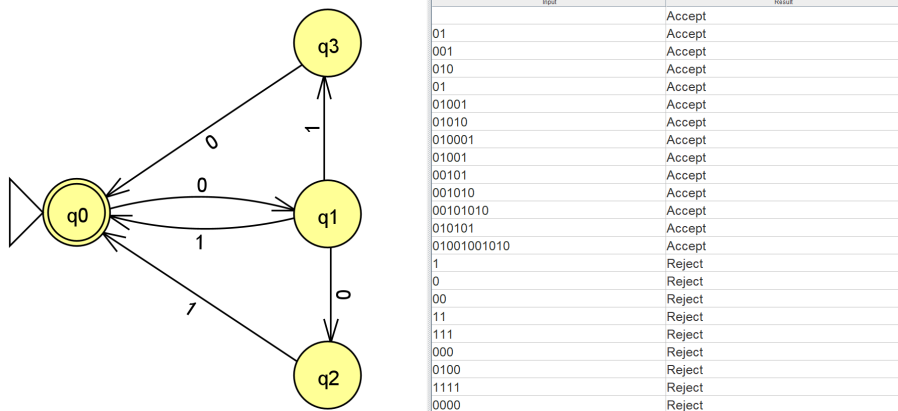 q3
0
1
0
q0
q1
1
0
1
q2
Input Result
Accept
01 Accept
001 Accept
010 Accept
01 Accept
01001 Accept
01010 Accept
010001 Accept
01001 Accept
00101 Accept
001010 Accept
00101010 Accept
010101 Accept
01001001010 Accept
1 Reject
0 Reject
00 Reject
11 Reject
111 Reject
000 Reject
0100 Reject
1111 Reject
0000 Reject